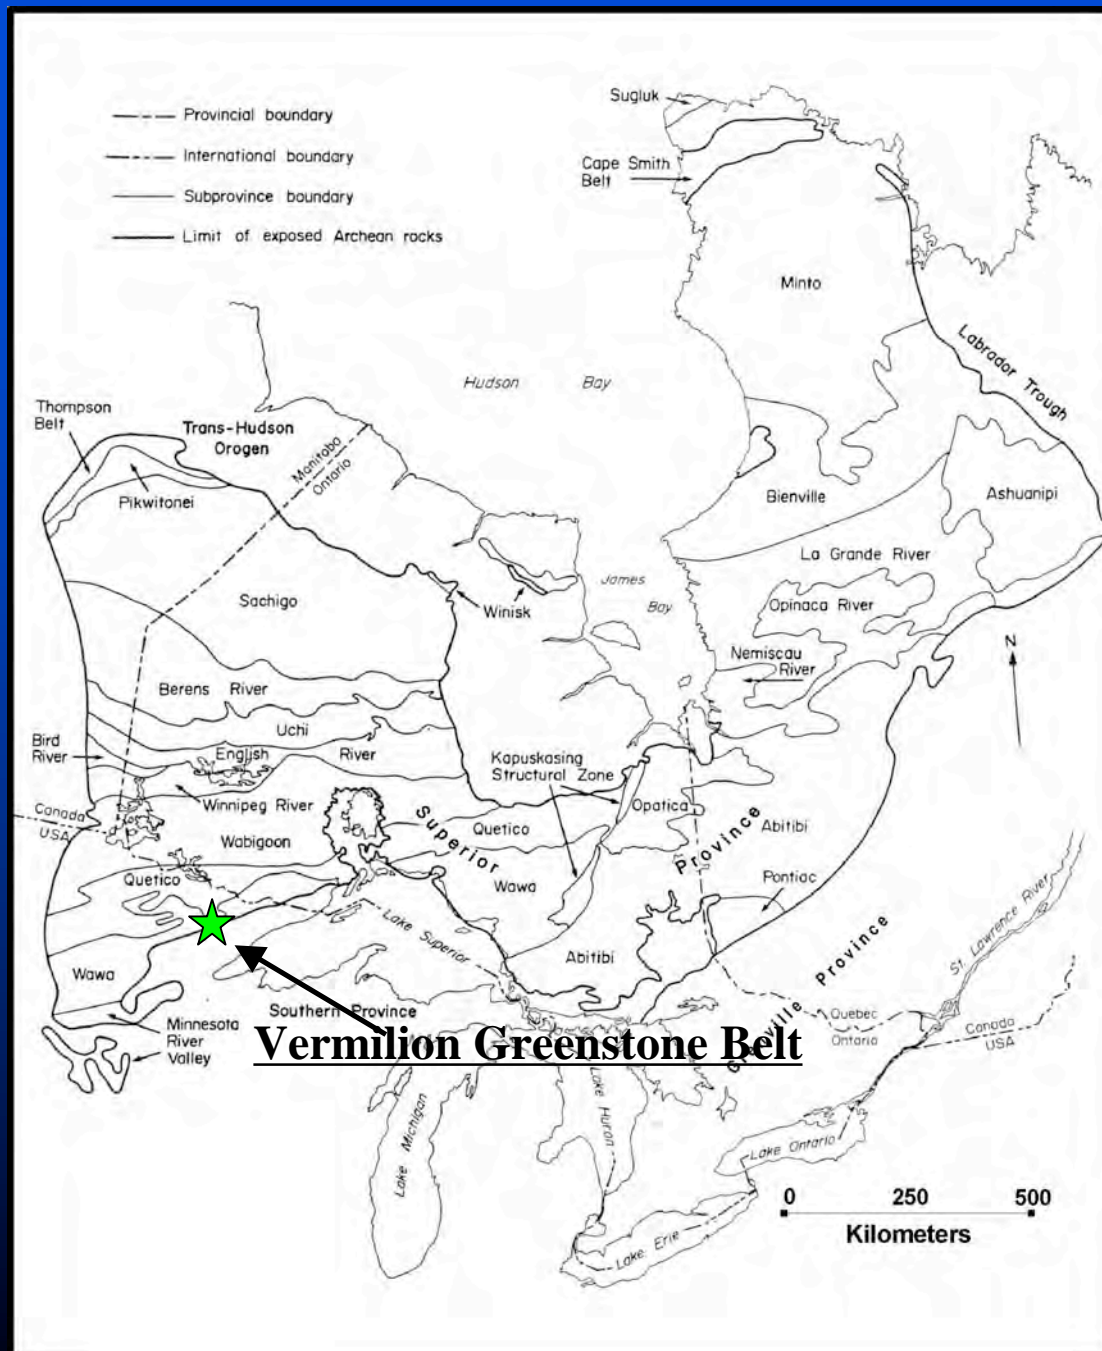 Provincial boundary
International boundary
Subprovince boundary
Limit of exposed Archean rocks
Sugluk
Cape Smith
Belt
Minto
Labrador Trough
Hudson Bay
Thompson
Belt
Trans-Hudson
Orogen
Manitoba
Ontario
Pikwitonei
Bienville
Ashuanipi
La Grande River
Sachigo
Winisk
James
Bay
Opinaca River
Nemiscau
River
N
Berens River
Uchi
Bird
River
English River
Kapuskasing
Structural Zone
Winnipeg River
Opatica
Canada
USA
Wabigoon
Quetico
Superior Province
Abitibi
Quetico
Wawa
Pontiac
Lake Superior
Abitibi
Grenville Province
St. Lawrence River
Wawa
Southern Province
Minnesota
River
Valley
Vermilion Greenstone Belt
Quebec
Ontario
Canada
USA
Lake Michigan
Lake Huron
Lake Ontario
Lake Erie
0 250 500
Kilometers